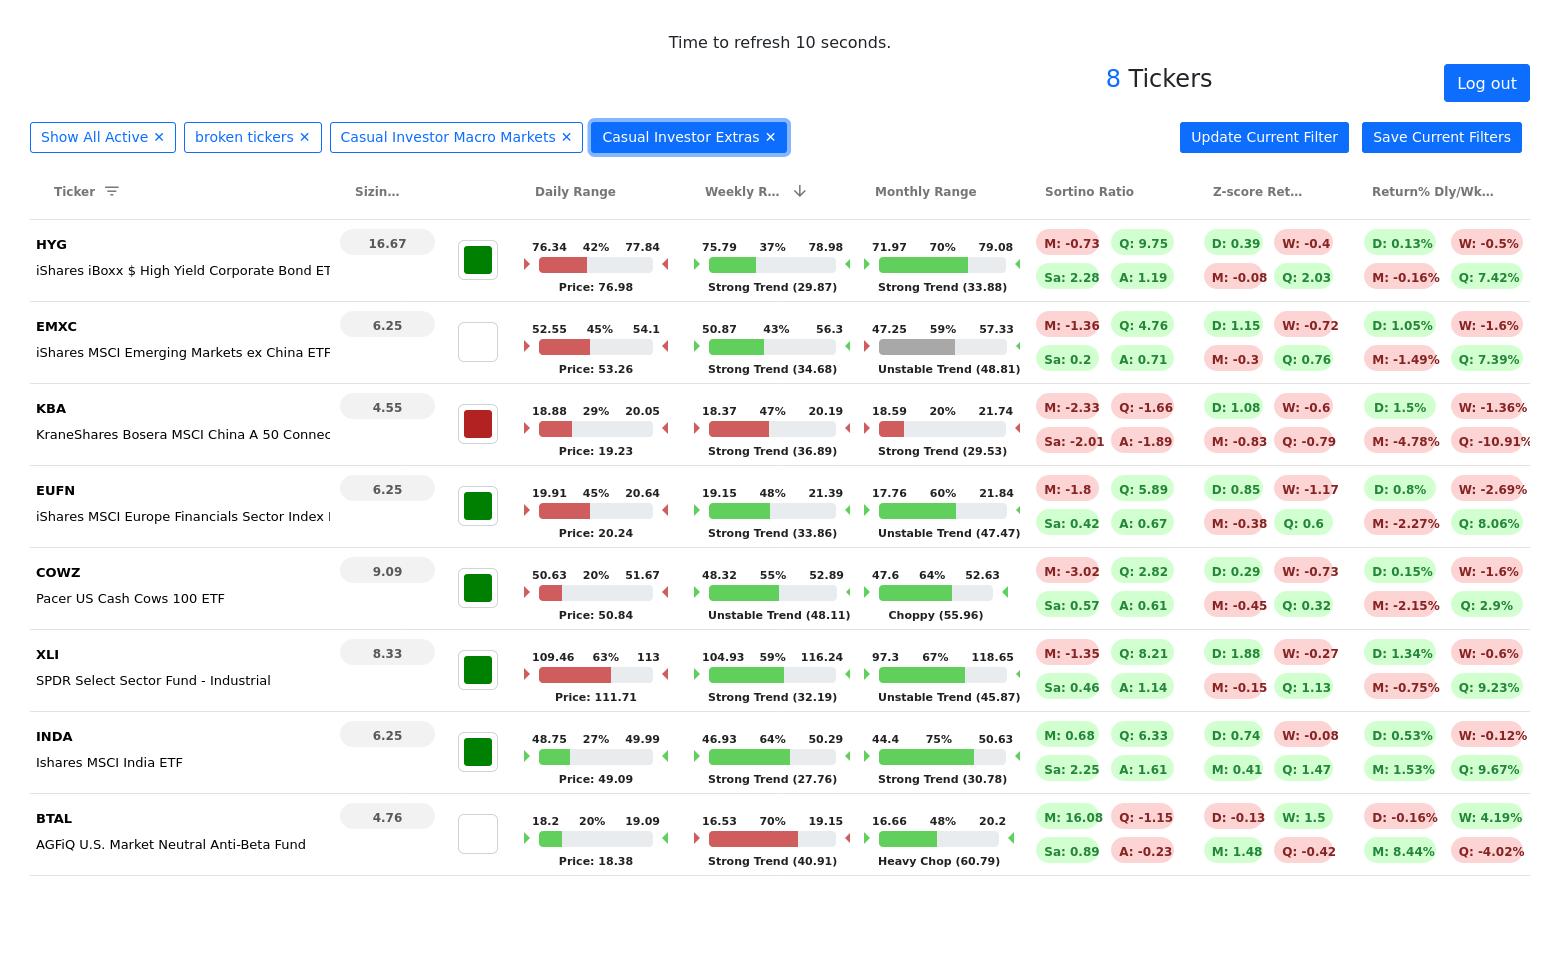 Time to refresh 10 seconds.
8 Tickers
Log out
Show All Active ✕ broken tickers ✕ Casual Investor Macro Markets ✕ Casual Investor Extras ✕ Update Current Filter Save Current Filters
Ticker Sizin... Daily Range Weekly R... Monthly Range Sortino Ratio Z-score Ret... Return% Dly/Wk...
HYG 16.67 76.34 42% 77.84 75.79 37% 78.98 71.97 70% 79.08 M: -0.73 Q: 9.75 D: 0.39 W: -0.4 D: 0.13% W: -0.5%
iShares iBoxx $ High Yield Corporate Bond ET Sa: 2.28 A: 1.19 M: -0.08 Q: 2.03 M: -0.16% Q: 7.42%
Price: 76.98 Strong Trend (29.87) Strong Trend (33.88)
EMXC 6.25 52.55 45% 54.1 50.87 43% 56.3 47.25 59% 57.33 M: -1.36 Q: 4.76 D: 1.15 W: -0.72 D: 1.05% W: -1.6%
iShares MSCI Emerging Markets ex China ETF Sa: 0.2 A: 0.71 M: -0.3 Q: 0.76 M: -1.49% Q: 7.39%
Price: 53.26 Strong Trend (34.68) Unstable Trend (48.81)
KBA 4.55 18.88 29% 20.05 18.37 47% 20.19 18.59 20% 21.74 M: -2.33 Q: -1.66 D: 1.08 W: -0.6 D: 1.5% W: -1.36%
KraneShares Bosera MSCI China A 50 Connec Sa: -2.01 A: -1.89 M: -0.83 Q: -0.79 M: -4.78% Q: -10.91%
Price: 19.23 Strong Trend (36.89) Strong Trend (29.53)
EUFN 6.25 19.91 45% 20.64 19.15 48% 21.39 17.76 60% 21.84 M: -1.8 Q: 5.89 D: 0.85 W: -1.17 D: 0.8% W: -2.69%
iShares MSCI Europe Financials Sector Index Sa: 0.42 A: 0.67 M: -0.38 Q: 0.6 M: -2.27% Q: 8.06%
Price: 20.24 Strong Trend (33.86) Unstable Trend (47.47)
COWZ 9.09 50.63 20% 51.67 48.32 55% 52.89 47.6 64% 52.63 M: -3.02 Q: 2.82 D: 0.29 W: -0.73 D: 0.15% W: -1.6%
Pacer US Cash Cows 100 ETF Sa: 0.57 A: 0.61 M: -0.45 Q: 0.32 M: -2.15% Q: 2.9%
Price: 50.84 Unstable Trend (48.11) Choppy (55.96)
XLI 8.33 109.46 63% 113 104.93 59% 116.24 97.3 67% 118.65 M: -1.35 Q: 8.21 D: 1.88 W: -0.27 D: 1.34% W: -0.6%
SPDR Select Sector Fund - Industrial Sa: 0.46 A: 1.14 M: -0.15 Q: 1.13 M: -0.75% Q: 9.23%
Price: 111.71 Strong Trend (32.19) Unstable Trend (45.87)
INDA 6.25 48.75 27% 49.99 46.93 64% 50.29 44.4 75% 50.63 M: 0.68 Q: 6.33 D: 0.74 W: -0.08 D: 0.53% W: -0.12%
Ishares MSCI India ETF Sa: 2.25 A: 1.61 M: 0.41 Q: 1.47 M: 1.53% Q: 9.67%
Price: 49.09 Strong Trend (27.76) Strong Trend (30.78)
BTAL 4.76 18.2 20% 19.09 16.53 70% 19.15 16.66 48% 20.2 M: 16.08 Q: -1.15 D: -0.13 W: 1.5 D: -0.16% W: 4.19%
AGFiQ U.S. Market Neutral Anti-Beta Fund Sa: 0.89 A: -0.23 M: 1.48 Q: -0.42 M: 8.44% Q: -4.02%
Price: 18.38 Strong Trend (40.91) Heavy Chop (60.79)